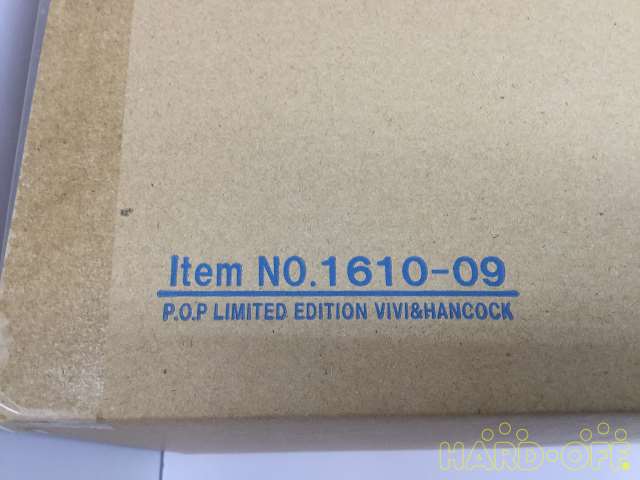 Item NO.1610-09
P.O.P LIMITED EDITION VIVI&HANCOCK
HARD-OFF